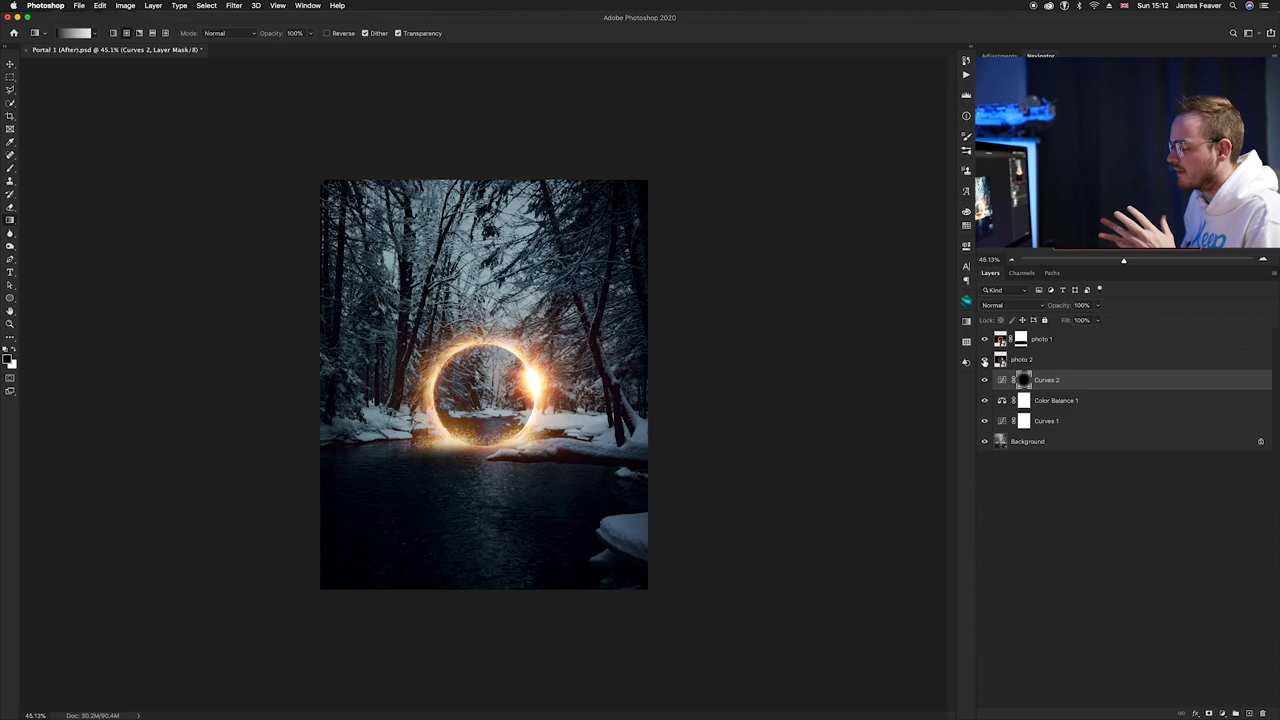 Photoshop File Edit Image Layer Type Select Filter 3D View Window Help
Sun 15:12 James Feaver
Adobe Photoshop 2020
Mode: Normal Opacity: 100% Reverse Dither Transparency
Portal 1 (After).psd @ 45.1% (Curves 2, Layer Mask/8) *
Adjustments Navigator
deep
45.13%
Layers Channels Paths
Kind
Normal Opacity: 100%
Lock: Fill: 100%
photo 1
photo 2
Curves 2
Color Balance 1
Curves 1
Background
45.13% Doc: 30.2M/90.4M